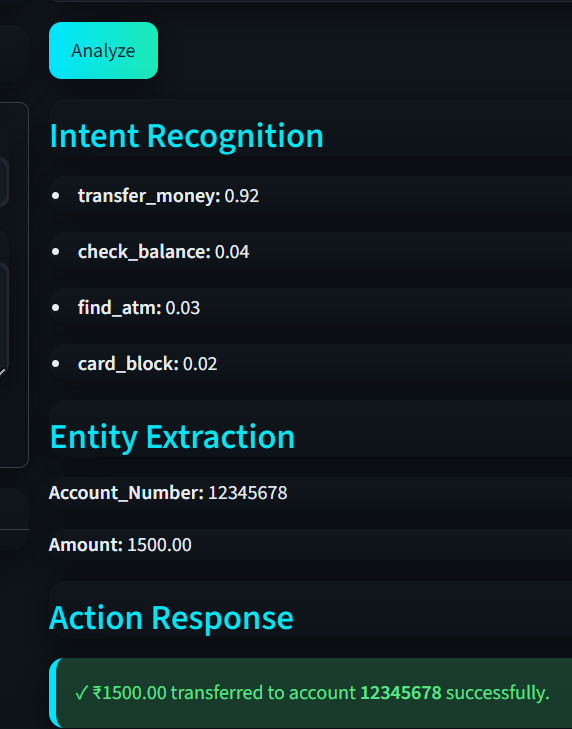 Analyze
Intent Recognition
• transfer_money: 0.92
• check_balance: 0.04
• find_atm: 0.03
• card_block: 0.02
Entity Extraction
Account_Number: 12345678
Amount: 1500.00
Action Response
✓ ₹1500.00 transferred to account 12345678 successfully.